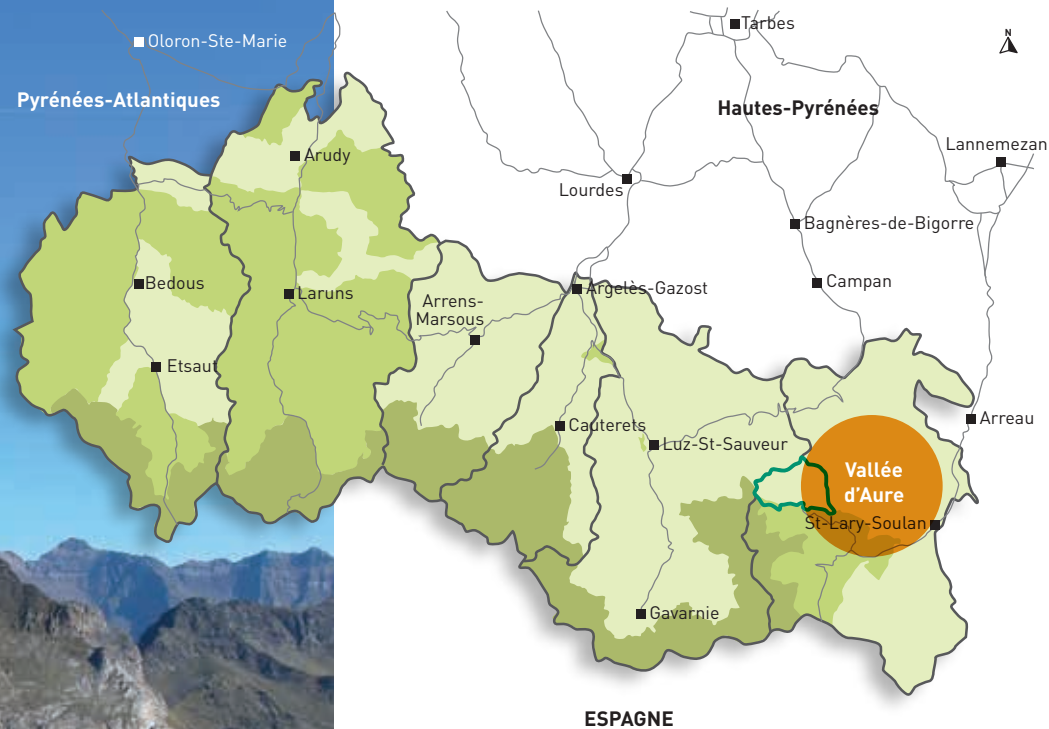 Tarbes
N
Oloron-Ste-Marie
Pyrénées-Atlantiques
Hautes-Pyrénées
Lannemezan
Arudy
Lourdes
Bagnères-de-Bigorre
Bedous
Laruns
Campan
Argelès-Gazost
Arrens-
Marsous
Etsaut
Arreau
Cauterets
Luz-St-Sauveur
Vallée
d'Aure
St-Lary-Soulan
Gavarnie
ESPAGNE